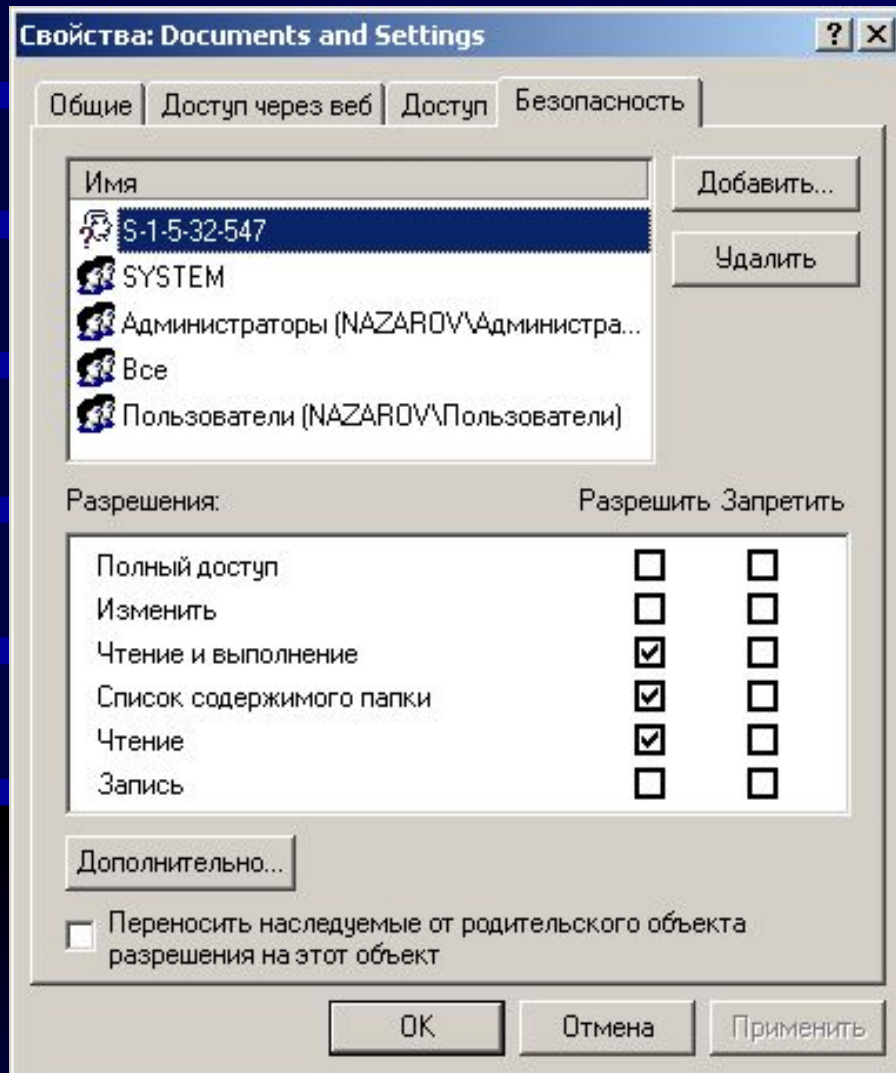 Свойства: Documents and Settings
Общие Доступ через веб Доступ Безопасность
Имя
Добавить...
S-1-5-32-547
Удалить
SYSTEM
Администраторы (NAZAROV\Администра...
Все
Пользователи (NAZAROV\Пользователи)
Разрешения: Разрешить Запретить
Полный доступ
Изменить
Чтение и выполнение
Список содержимого папки
Чтение
Запись
Дополнительно...
Переносить наследуемые от родительского объекта
разрешения на этот объект
OK Отмена Применить